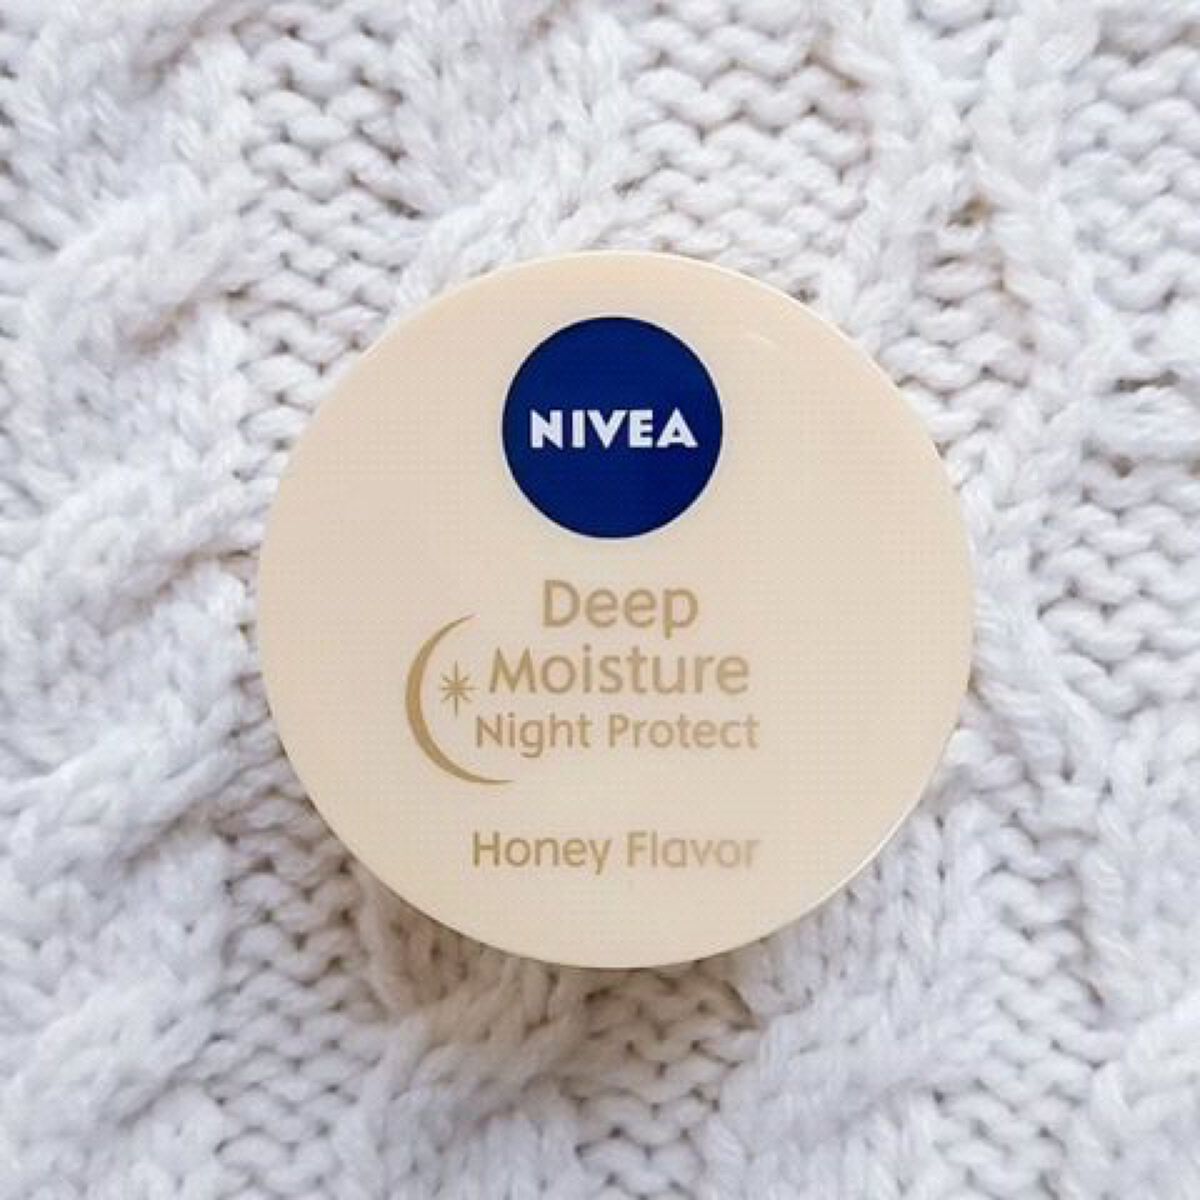 NIVEA
Deep
Moisture
Night Protect
Honey Flavor